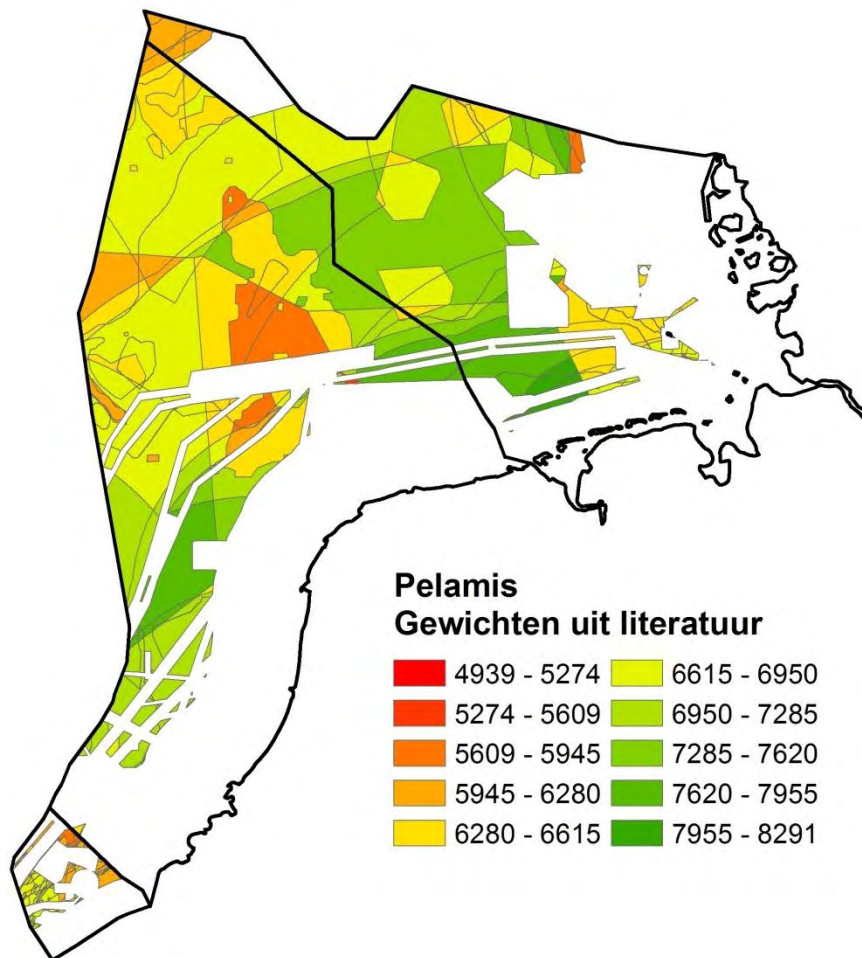 Pelamis
Gewichten uit literatuur
4939 - 5274
5274 - 5609
5609 - 5945
5945 - 6280
6280 - 6615
6615 - 6950
6950 - 7285
7285 - 7620
7620 - 7955
7955 - 8291